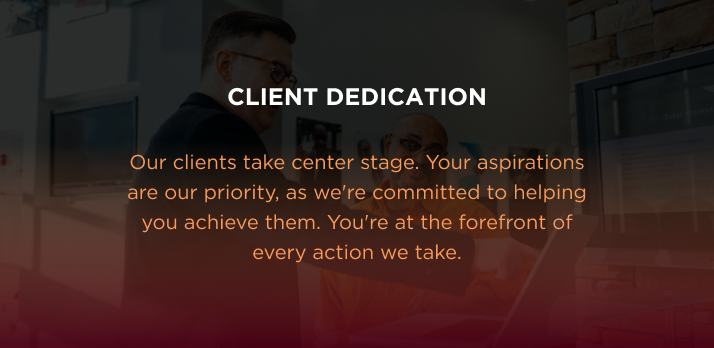 CLIENT DEDICATION
Our clients take center stage. Your aspirations
are our priority, as we're committed to helping
you achieve them. You're at the forefront of
every action we take.